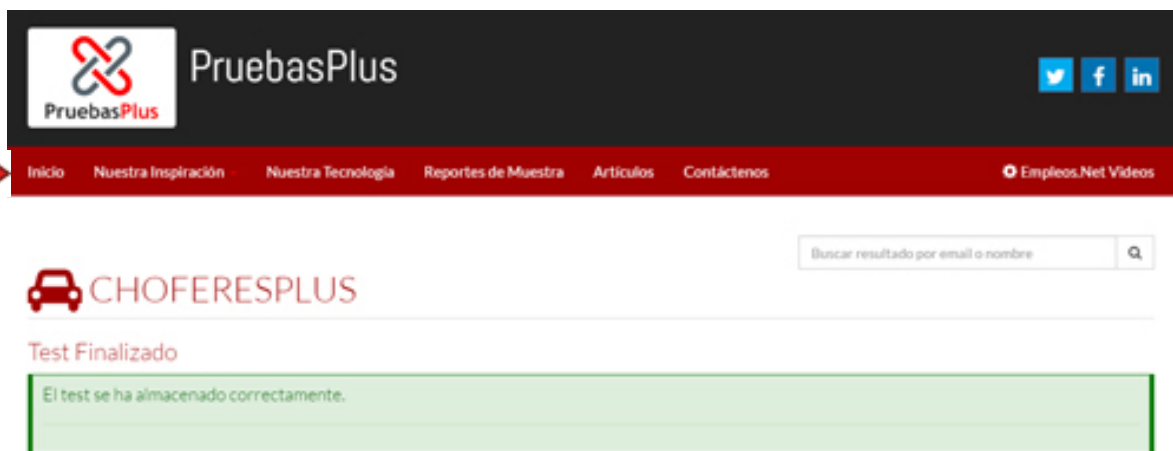 PruebasPlus
PruebasPlus
Inicio Nuestra Inspiración Nuestra Tecnología Reportes de Muestra Artículos Contáctenos Empleos.Net Videos
Buscar resultado por email o nombre
CHOFERESPLUS
Test Finalizado
El test se ha almacenado correctamente.